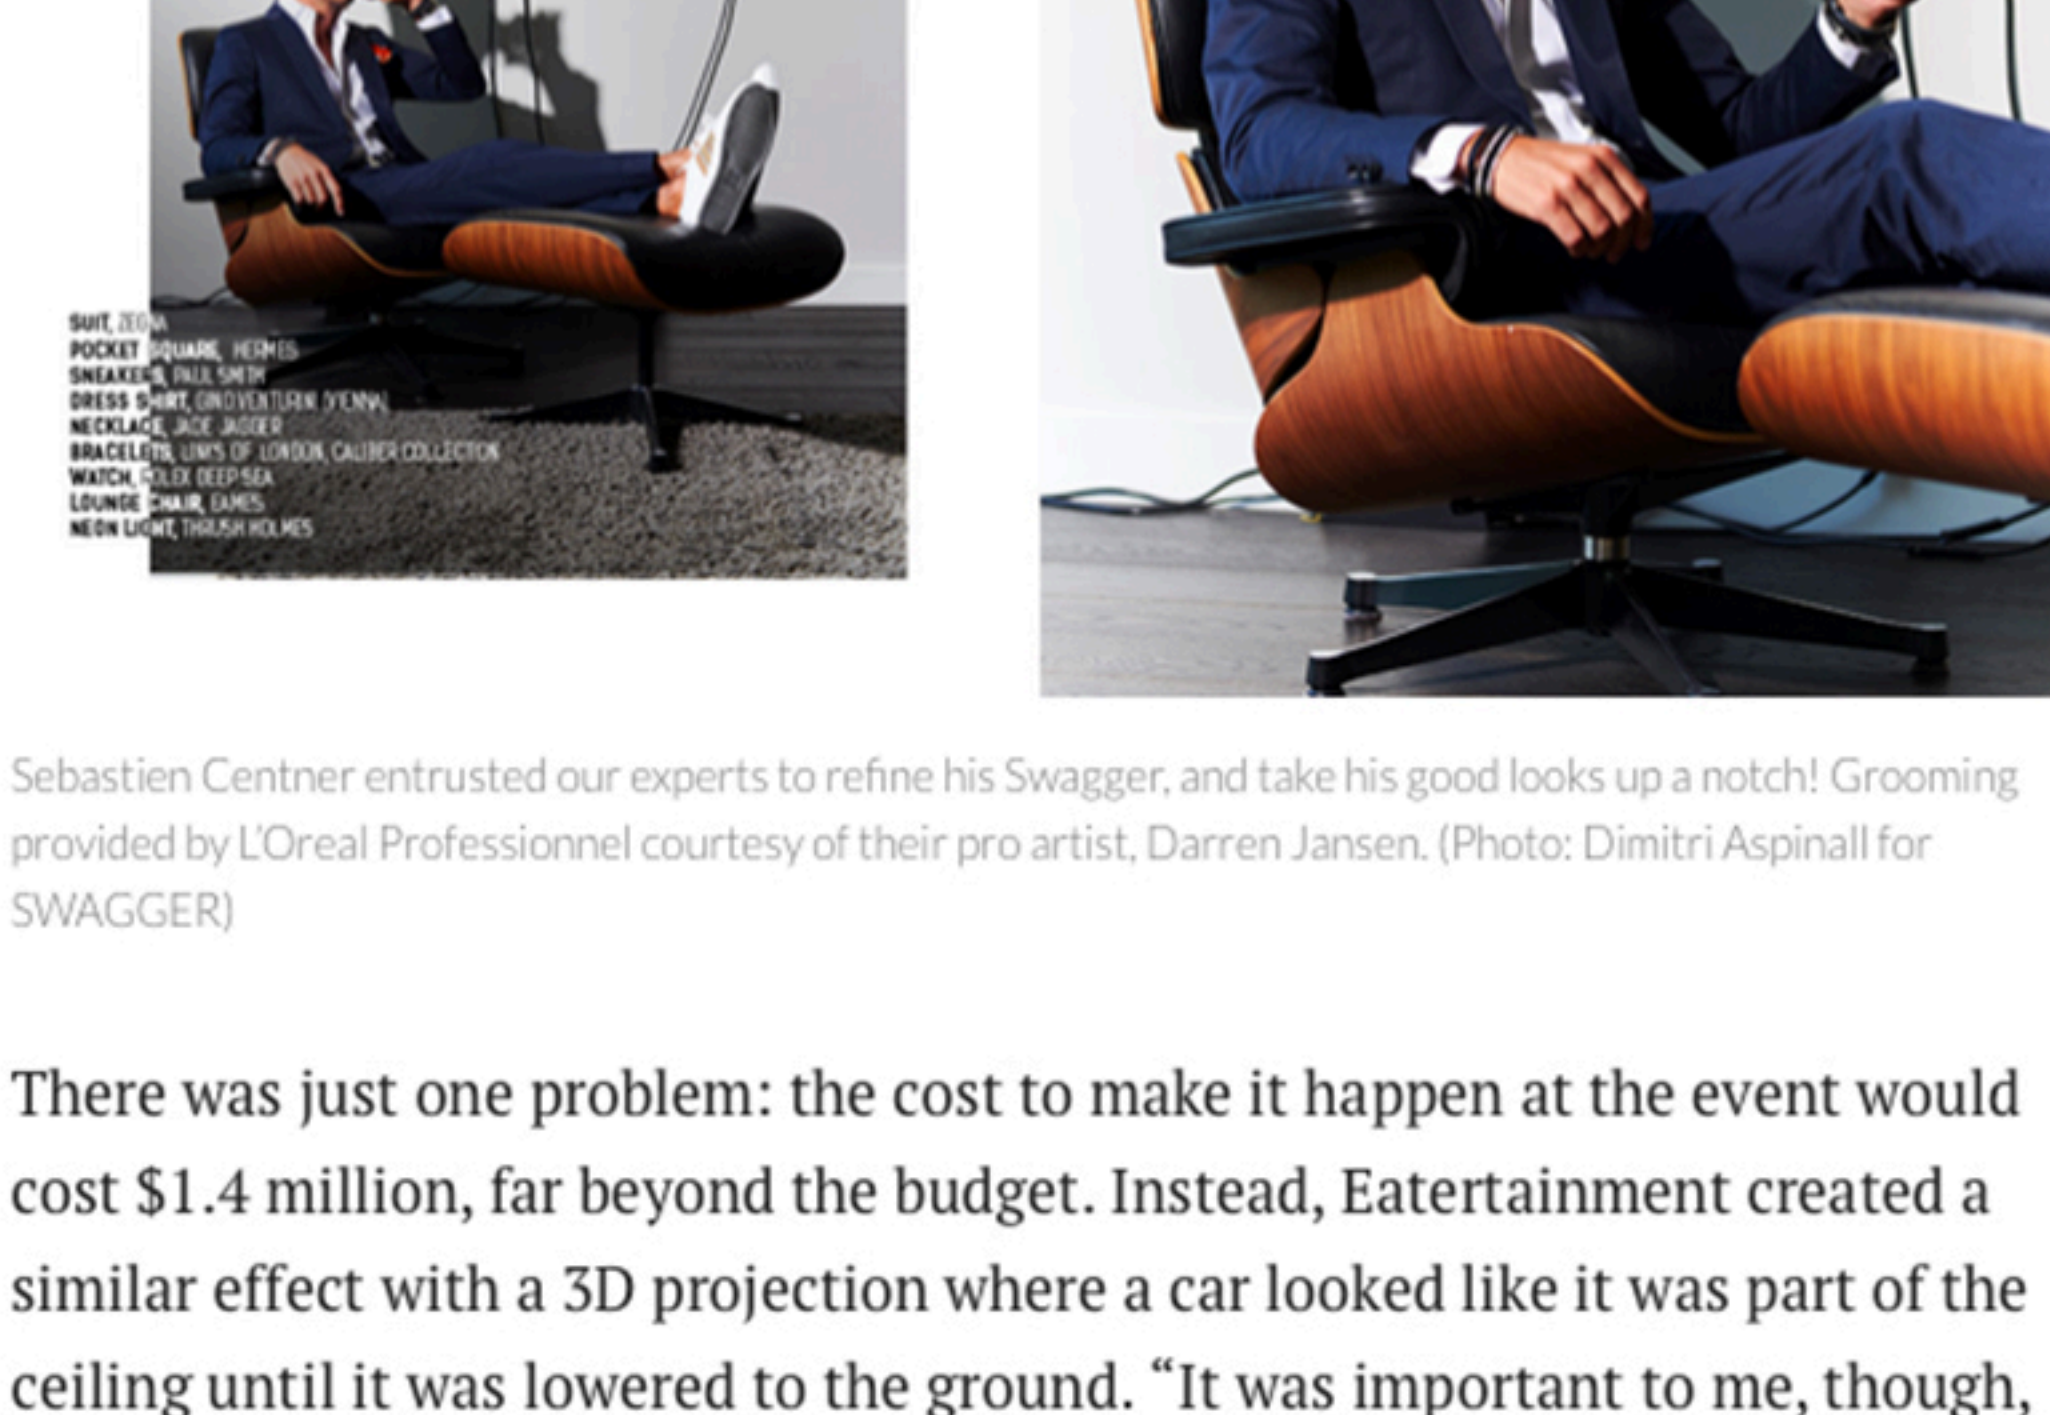 SUIT, ZEGNA
POCKET SQUARE, HERMES
SNEAKERS, PAUL SMITH
DRESS SHIRT, GINO VENTURINI (VIENNA)
NECKLACE, JADE JAGGER
BRACELETS, LINKS OF LONDON, CALIBER COLLECTION
WATCH, ROLEX DEEPSEA
LOUNGE CHAIR, EAMES
NEON LIGHT, THRUSH HOLMES
Sebastien Centner entrusted our experts to refine his Swagger, and take his good looks up a notch! Grooming
provided by L’Oreal Professionnel courtesy of their pro artist, Darren Jansen. (Photo: Dimitri Aspinall for
SWAGGER)
There was just one problem: the cost to make it happen at the event would
cost $1.4 million, far beyond the budget. Instead, Eatertainment created a
similar effect with a 3D projection where a car looked like it was part of the
ceiling until it was lowered to the ground. “It was important to me, though,